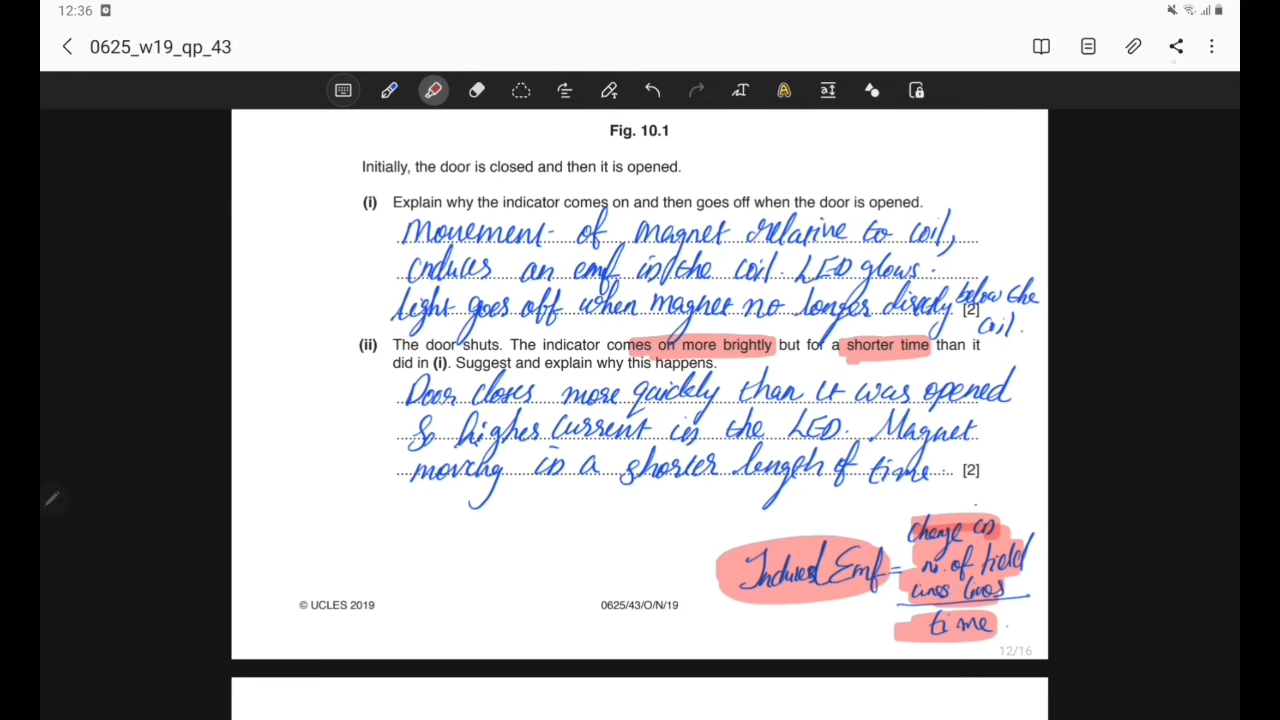 12:36
0625_w19_qp_43
Fig. 10.1
Initially, the door is closed and then it is opened.
(i) Explain why the indicator comes on and then goes off when the door is opened.
Movement of magnet relative to coil,
induces an emf in the coil. LED glows.
Light goes off when magnet no longer directly below the
[2]
coil.
(ii) The door shuts. The indicator comes on more brightly but for a shorter time than it
did in (i). Suggest and explain why this happens.
Door closes more quickly than it was opened
So higher current in the LED. Magnet
moving in a shorter length of time. [2]
change in
Induced Emf = no. of field
lines
time
© UCLES 2019
0625/43/O/N/19
12/16